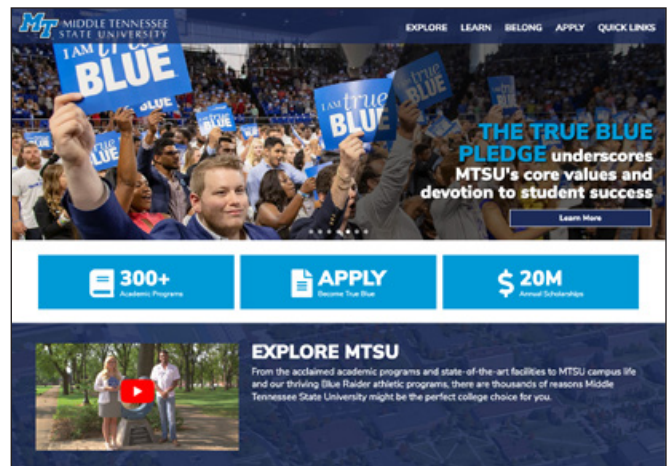 MT MIDDLE TENNESSEE
STATE UNIVERSITY
EXPLORE LEARN BELONG APPLY QUICK LINKS
I AM true
BLUE
BLUE
BLUE
I AM true
BLUE
BLUE
THE TRUE BLUE
PLEDGE underscores
MTSU's core values and
devotion to student success
Learn More
300+
Academic Programs
APPLY
Become True Blue
$ 20M
Annual Scholarships
EXPLORE MTSU
From the acclaimed academic programs and state-of-the-art facilities to MTSU campus life
and our thriving Blue Raider athletic programs, there are thousands of reasons Middle
Tennessee State University might be the perfect college choice for you.